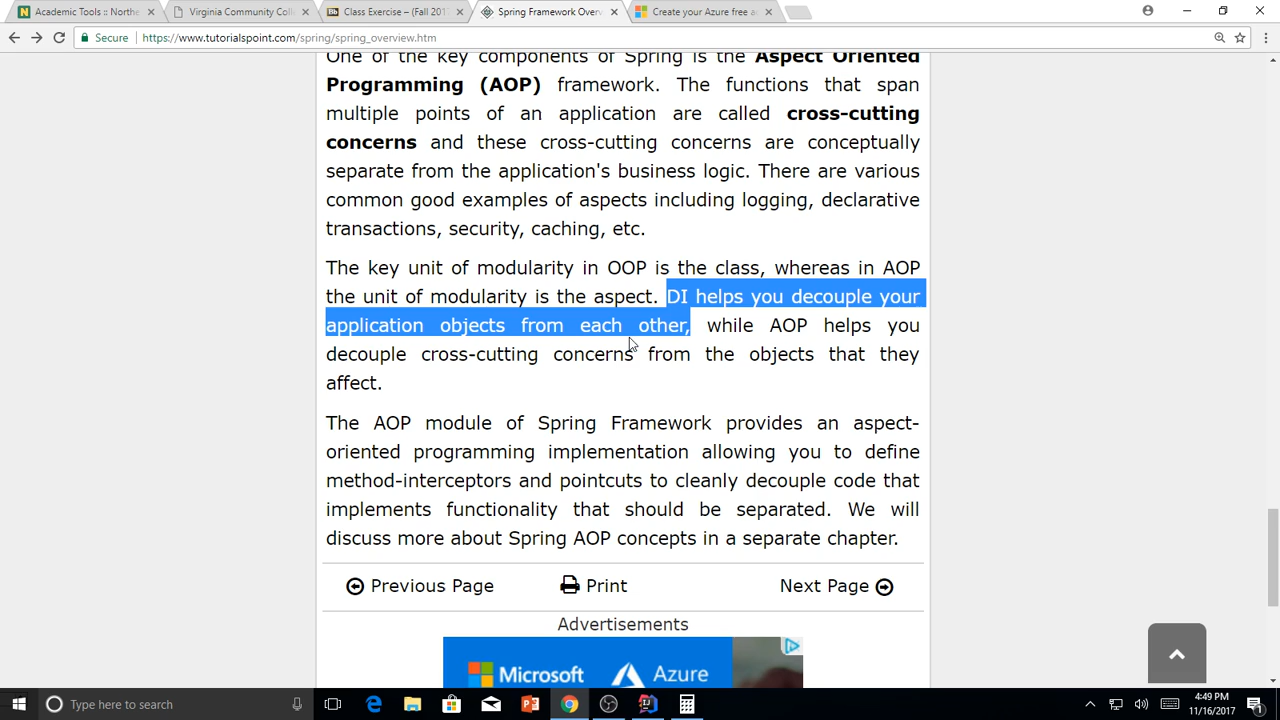 Academic Tools :: Northe
Virginia Community Coll
Class Exercise – (Fall 201
Spring Framework Over
Create your Azure free a
Secure
https://www.tutorialspoint.com/spring/spring_overview.htm
One of the key components of Spring is the Aspect Oriented
Programming (AOP) framework. The functions that span
multiple points of an application are called cross-cutting
concerns and these cross-cutting concerns are conceptually
separate from the application's business logic. There are various
common good examples of aspects including logging, declarative
transactions, security, caching, etc.
The key unit of modularity in OOP is the class, whereas in AOP
the unit of modularity is the aspect. DI helps you decouple your
application objects from each other, while AOP helps you
decouple cross-cutting concerns from the objects that they
affect.
The AOP module of Spring Framework provides an aspect-
oriented programming implementation allowing you to define
method-interceptors and pointcuts to cleanly decouple code that
implements functionality that should be separated. We will
discuss more about Spring AOP concepts in a separate chapter.
Previous Page
Print
Next Page
Advertisements
Microsoft
Azure
Type here to search
4:49 PM
11/16/2017